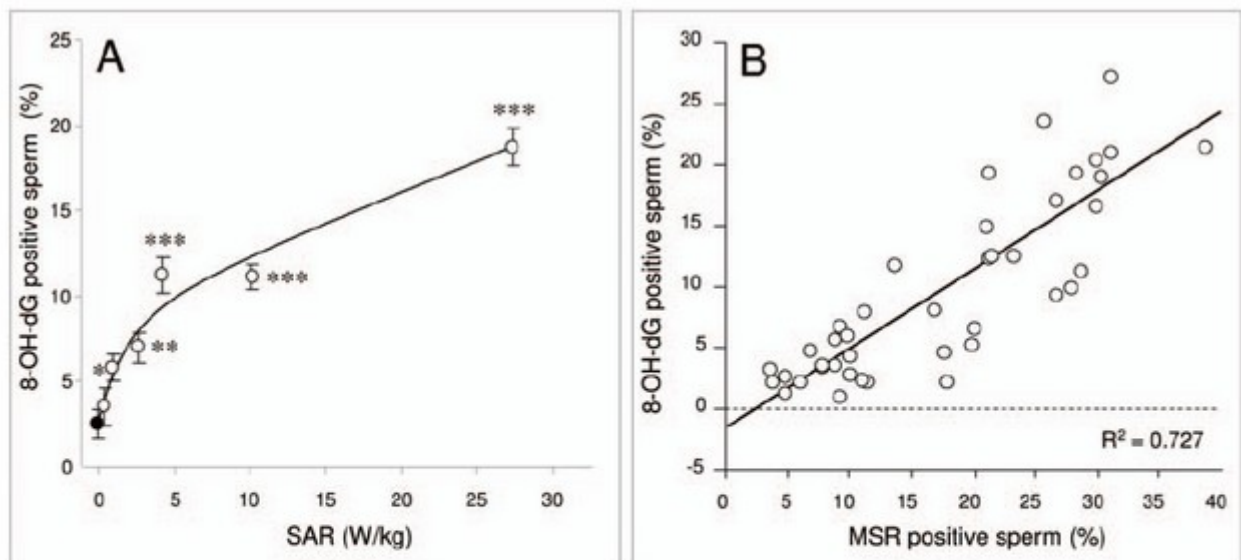 A
8-OH-dG positive sperm (%)
25
20
15
10
5
0
***
***
***
**
*
0 5 10 15 20 25 30
SAR (W/kg)
B
8-OH-dG positive sperm (%)
30
25
20
15
10
5
0
-5
R² = 0.727
0 5 10 15 20 25 30 35 40
MSR positive sperm (%)